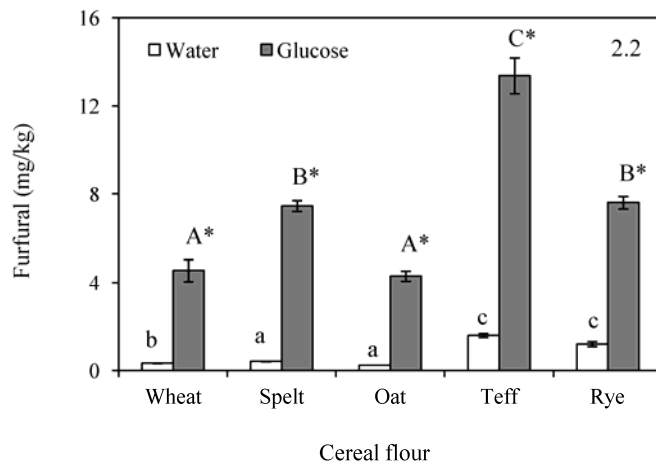 16
C*
Water Glucose 2.2
12
Furfural (mg/kg)
B*
B*
8
A*
A*
4
b a a c c
0
Wheat Spelt Oat Teff Rye
Cereal flour